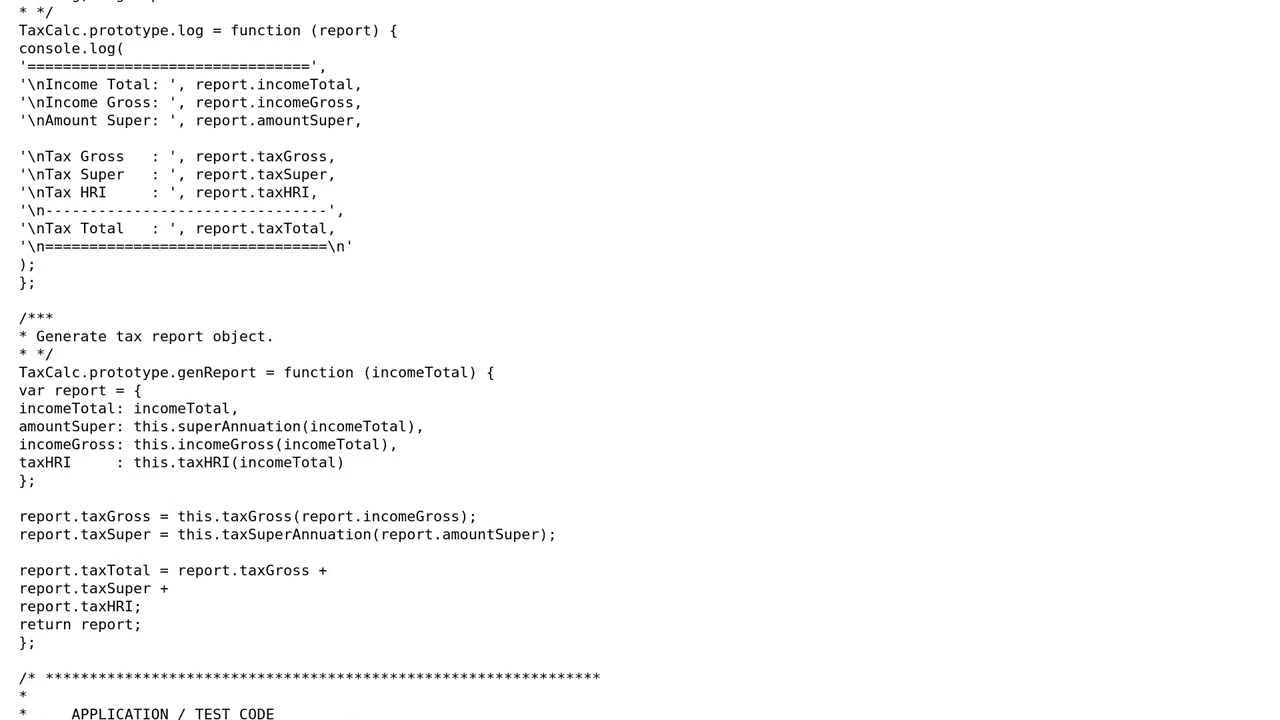 * */
TaxCalc.prototype.log = function (report) {
console.log(
'================================',
'\nIncome Total: ', report.incomeTotal,
'\nIncome Gross: ', report.incomeGross,
'\nAmount Super: ', report.amountSuper,

'\nTax Gross   : ', report.taxGross,
'\nTax Super   : ', report.taxSuper,
'\nTax HRI     : ', report.taxHRI,
'\n--------------------------------',
'\nTax Total   : ', report.taxTotal,
'\n================================\n'
);
};

/***
* Generate tax report object.
* */
TaxCalc.prototype.genReport = function (incomeTotal) {
var report = {
incomeTotal: incomeTotal,
amountSuper: this.superAnnuation(incomeTotal),
incomeGross: this.incomeGross(incomeTotal),
taxHRI     : this.taxHRI(incomeTotal)
};

report.taxGross = this.taxGross(report.incomeGross);
report.taxSuper = this.taxSuperAnnuation(report.amountSuper);

report.taxTotal = report.taxGross +
report.taxSuper +
report.taxHRI;
return report;
};

/* ***************************************************************
*
*     APPLICATION / TEST CODE